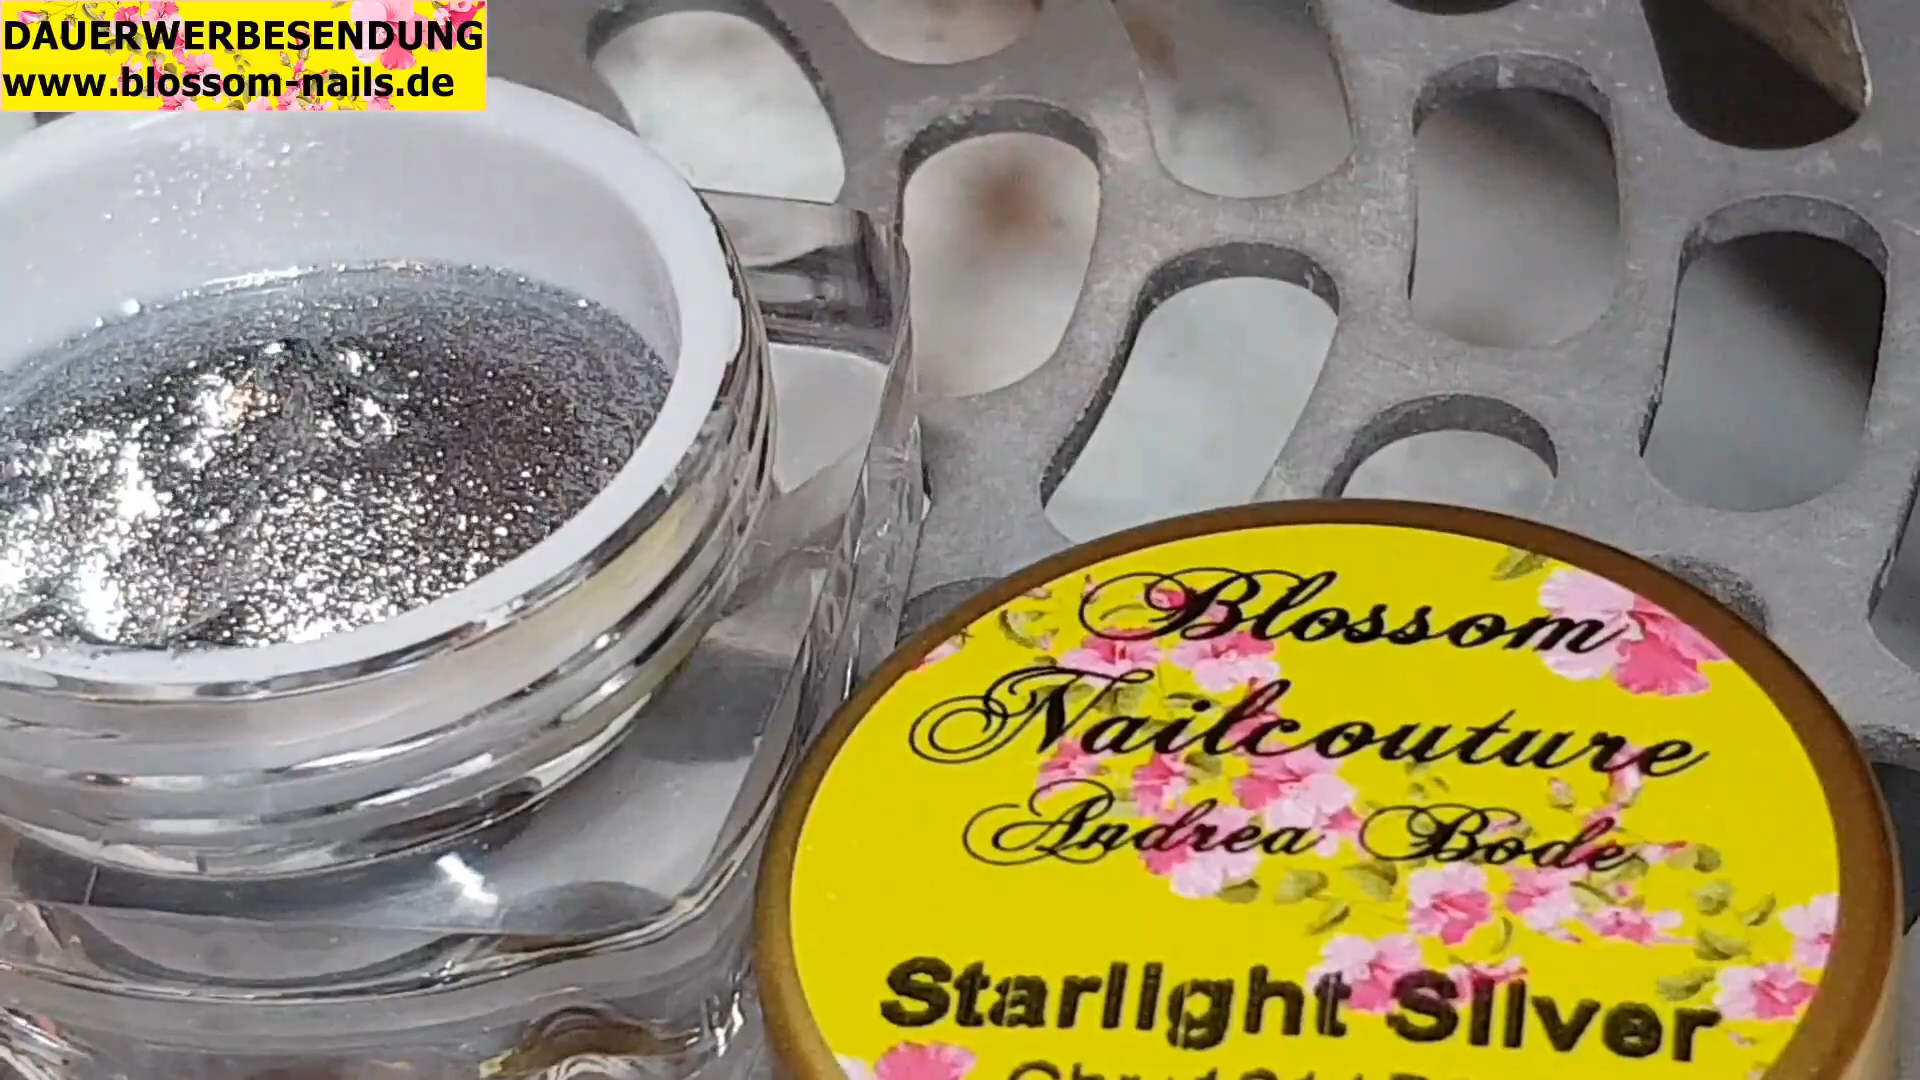 DAUERWERBESENDUNG
www.blossom-nails.de
Blossom
Nailcouture
Andrea Bode
Starlight Silver